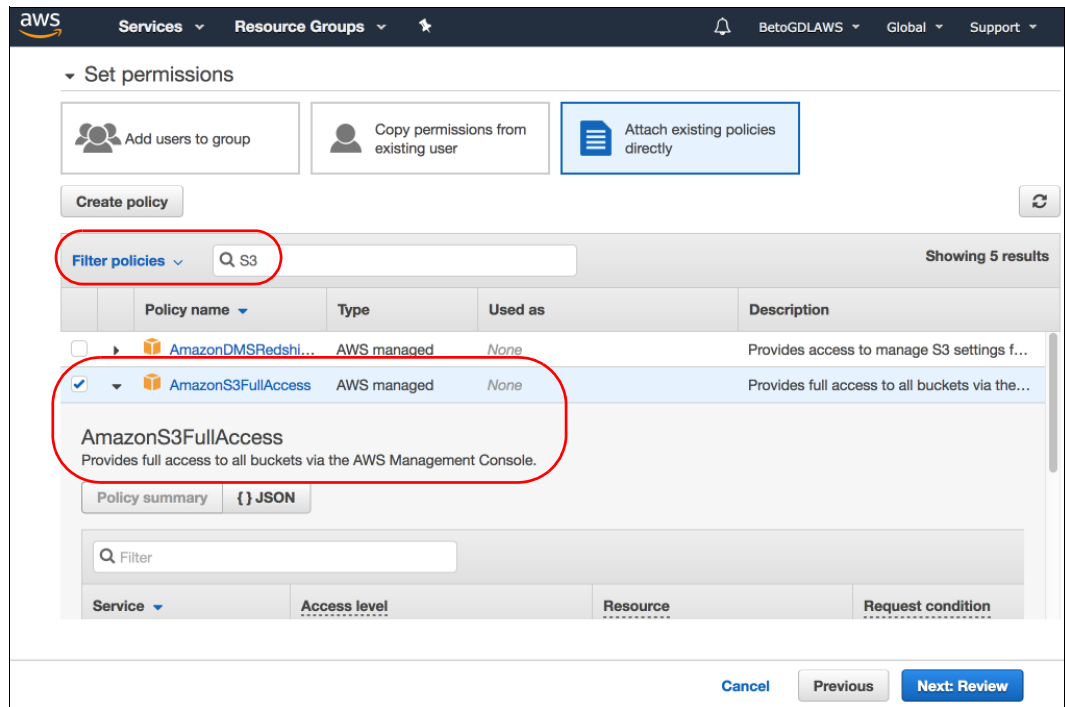 aws Services Resource Groups BetoGDLAWS Global Support
Set permissions
Add users to group
Copy permissions from
existing user
Attach existing policies
directly
Create policy
Filter policies S3 Showing 5 results
Policy name Type Used as Description
AmazonDMSRedshi... AWS managed None Provides access to manage S3 settings f...
AmazonS3FullAccess AWS managed None Provides full access to all buckets via the...
AmazonS3FullAccess
Provides full access to all buckets via the AWS Management Console.
Policy summary {} JSON
Filter
Service Access level Resource Request condition
Cancel Previous Next: Review